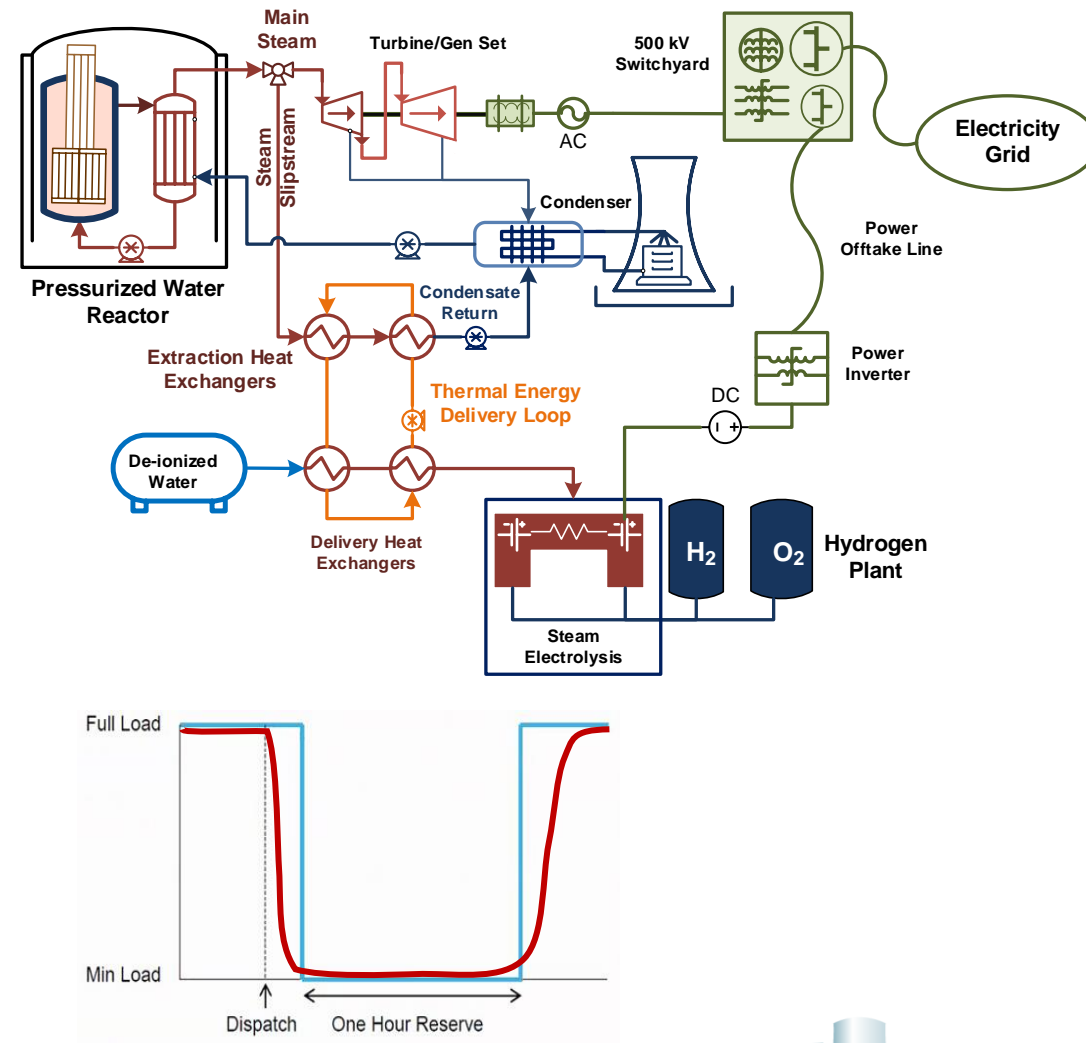 Main
Steam
Turbine/Gen Set
500 kV
Switchyard
AC
Electricity
Grid
Steam
Slipstream
Condenser
Power
Offtake Line
Pressurized Water
Reactor
Condensate
Return
Extraction Heat
Exchangers
Power
Inverter
Thermal Energy
Delivery Loop
DC
De-ionized
Water
Delivery Heat
Exchangers
H2
O2
Hydrogen
Plant
Steam
Electrolysis
Full Load
Min Load
Dispatch
One Hour Reserve